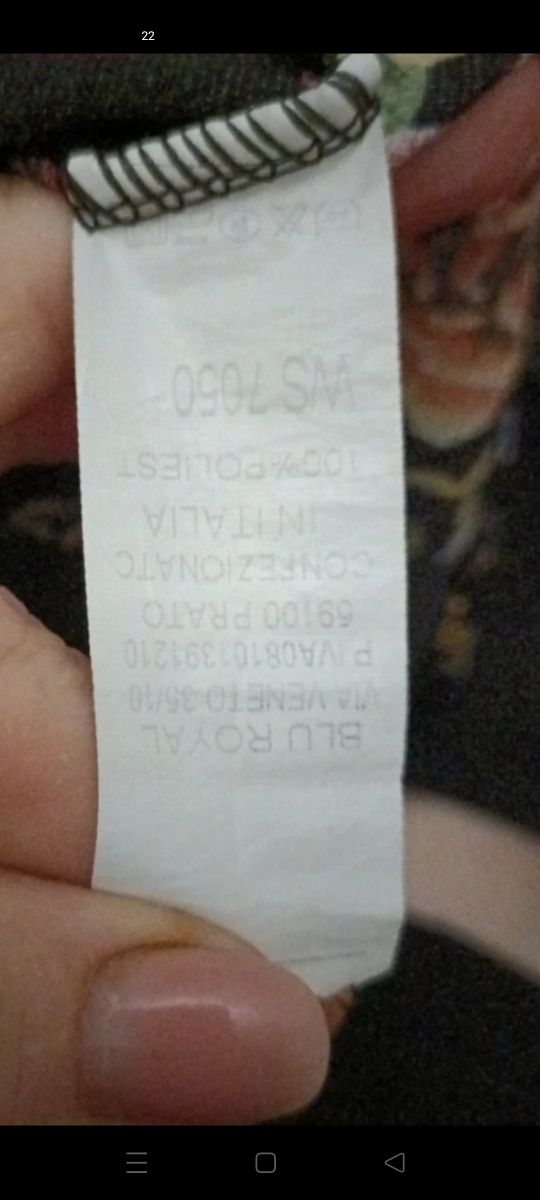 22
BLU ROYAL
VIA VENETO 35/10
P.IVA08101391210
59100 PRATO
CONFEZIONATO
IN ITALIA
100%POLIEST
WS 7050